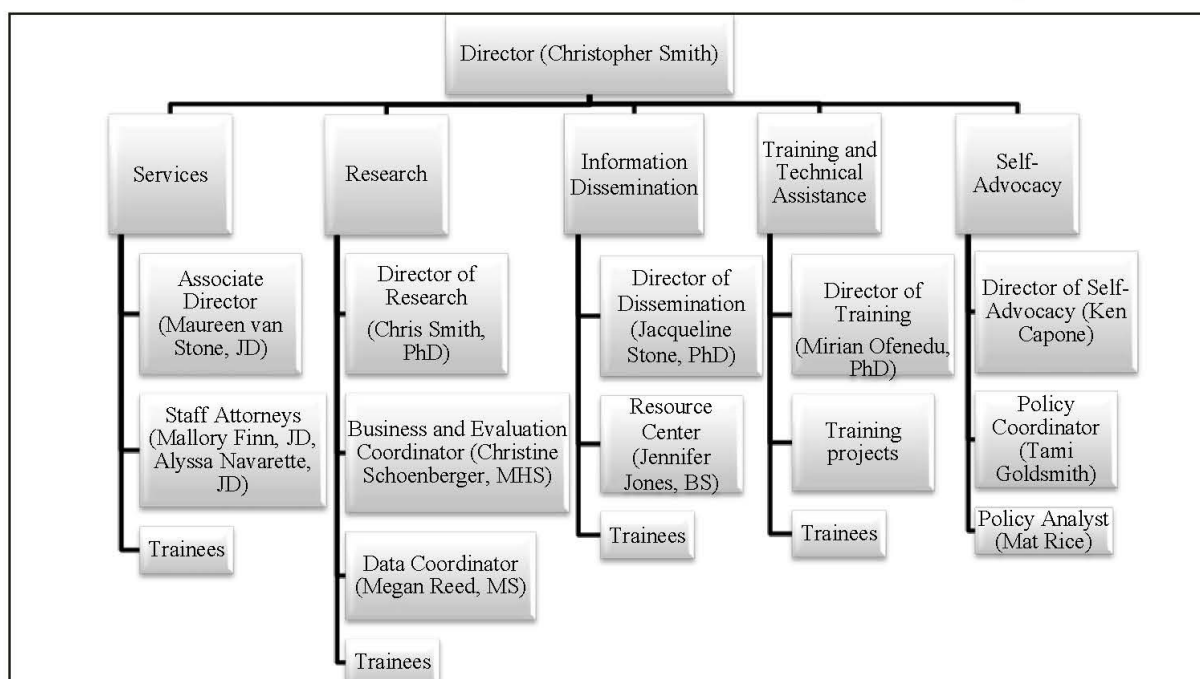 Director (Christopher Smith)
Services
Associate
Director
(Maureen van
Stone, JD)
Staff Attorneys
(Mallory Finn, JD,
Alyssa Navarette,
JD)
Trainees
Research
Director of
Research
(Chris Smith,
PhD)
Business and Evaluation
Coordinator (Christine
Schoenberger, MHS)
Data Coordinator
(Megan Reed, MS)
Trainees
Information
Dissemination
Director of
Dissemination
(Jacqueline
Stone, PhD)
Resource
Center
(Jennifer
Jones, BS)
Trainees
Training and
Technical
Assistance
Director of
Training
(Mirian Ofenedu,
PhD)
Training
projects
Trainees
Self-
Advocacy
Director of Self-
Advocacy (Ken
Capone)
Policy
Coordinator
(Tami
Goldsmith)
Policy Analyst
(Mat Rice)